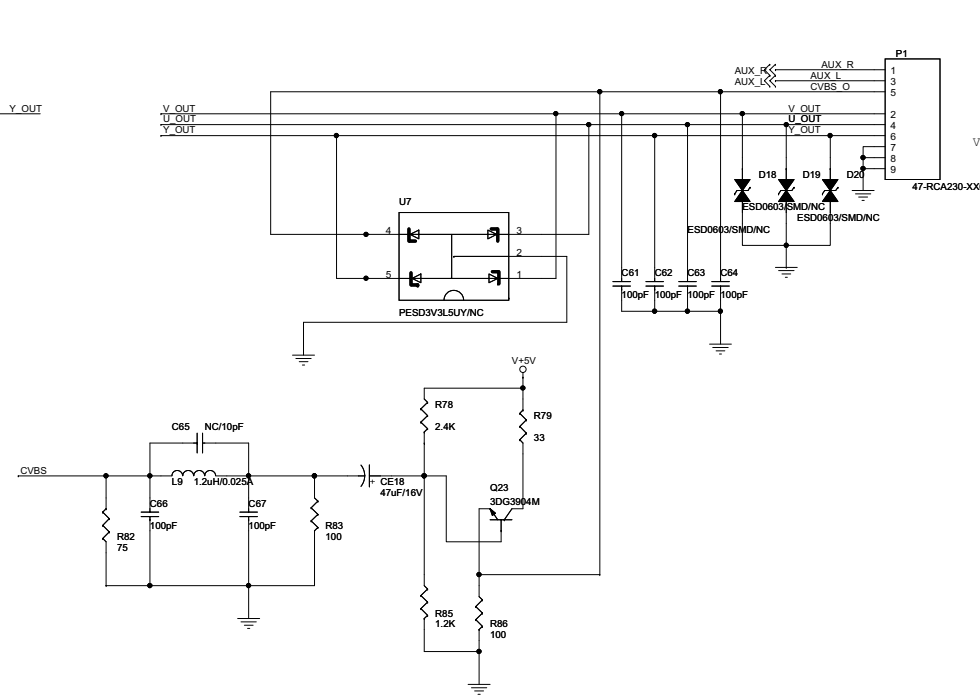 P1
AUX_R
AUX_R
1
AUX_L
AUX_L
3
CVBS_O
5
Y_OUT
V_OUT
V_OUT
2
U_OUT
U_OUT
4
Y_OUT
Y_OUT
6
7
8
9
D18
D19
D20
47-RCA230-XX
ESD0603/SMD/NC
ESD0603/SMD/NC
ESD0603/SMD/NC
U7
4
3
2
5
1
PESD3V3L5UY/NC
C61
C62
C63
C64
100pF
100pF
100pF
100pF
V+5V
R78
2.4K
R79
33
C65
NC/10pF
CVBS
L9
1.2uH/0.025A
+
CE18
47uF/16V
Q23
3DG3904M
C66
100pF
C67
100pF
R82
75
R83
100
R85
1.2K
R86
100